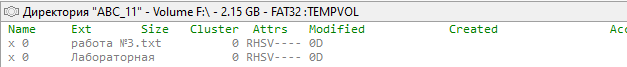 Директория "ABC_11" - Volume F:\ - 2.15 GB - FAT32 :TEMPVOL
Name Ext Size Cluster Attrs Modified Created Acc
x 0 работа №3.txt 0 RHSV---- 0D
x 0 Лабораторная 0 RHSV---- 0D